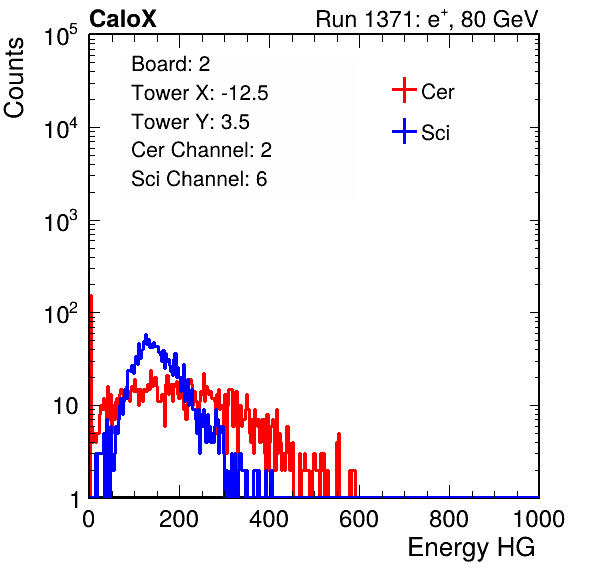 CaloX Run 1371: e⁺, 80 GeV
Counts
Board: 2
Tower X: -12.5
Tower Y: 3.5
Cer Channel: 2
Sci Channel: 6
Cer
Sci
10⁵
10⁴
10³
10²
10
1
0 200 400 600 800 1000
Energy HG